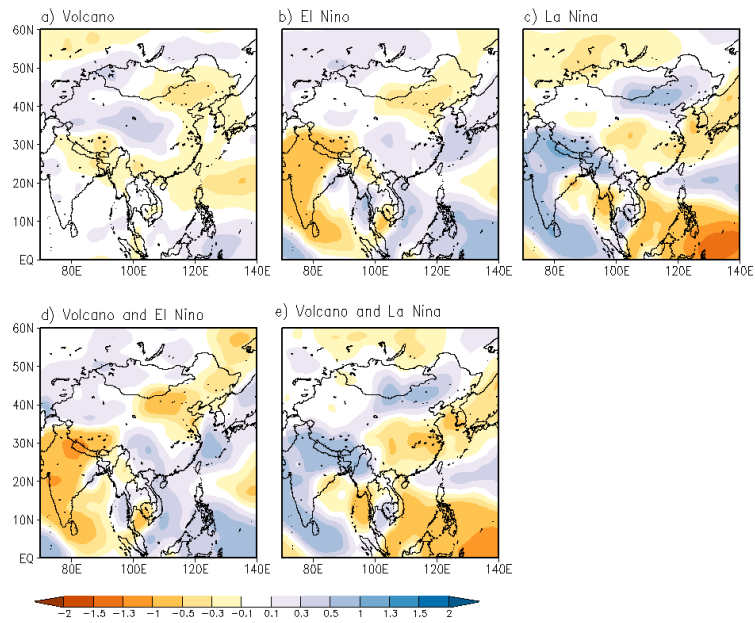 a) Volcano
b) El Nino
c) La Nina
60N
50N
40N
30N
20N
10N
EQ
80E 100E 120E 140E
80E 100E 120E 140E
80E 100E 120E 140E
d) Volcano and El Nino
e) Volcano and La Nina
60N
50N
40N
30N
20N
10N
EQ
80E 100E 120E 140E
80E 100E 120E 140E
-2 -1.5 -1.3 -1 -0.5 -0.3 -0.1 0.1 0.3 0.5 1 1.3 1.5 2